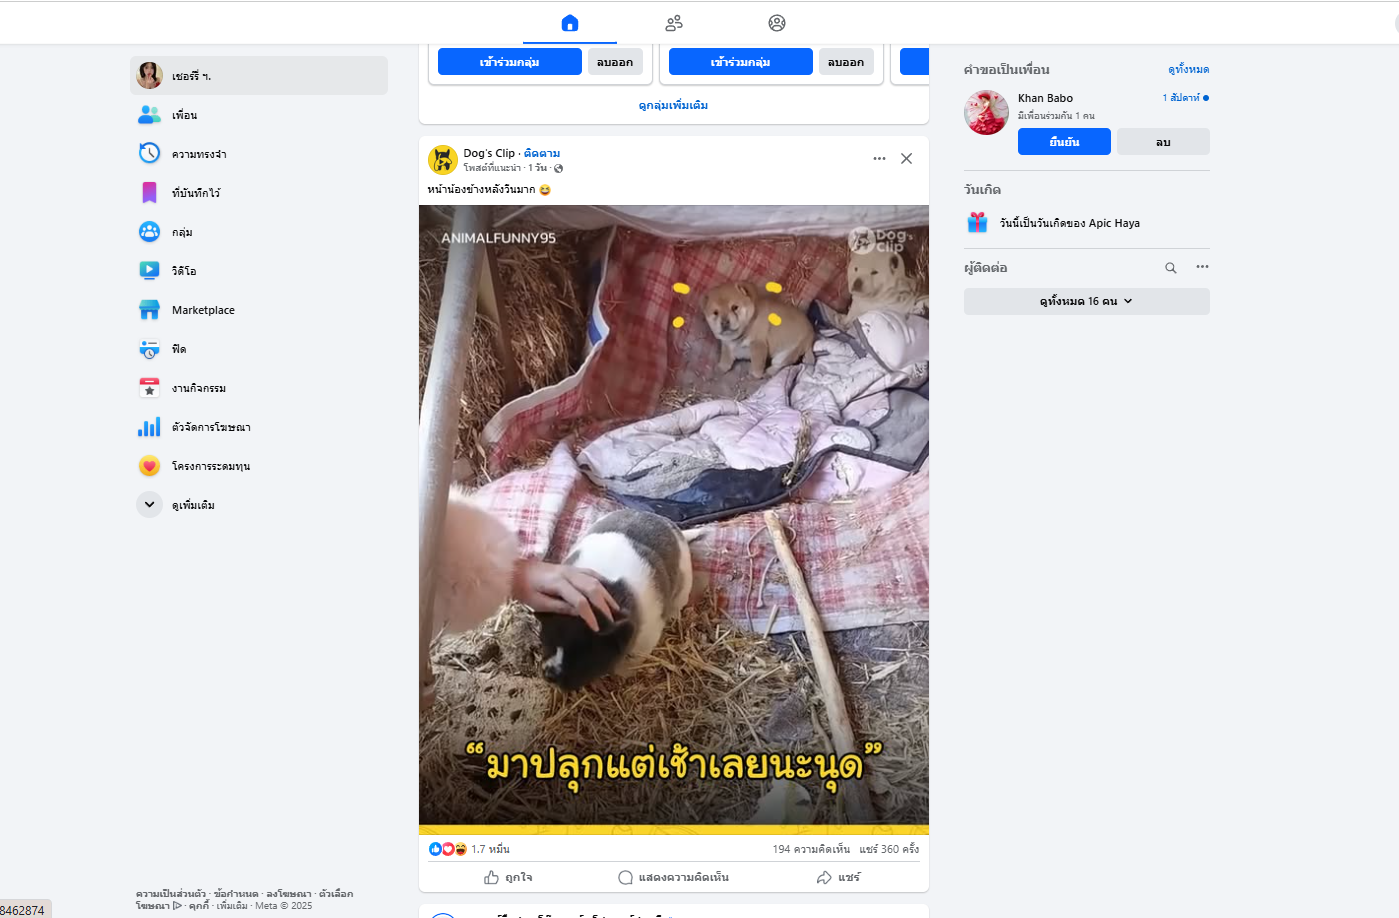 เชอร์รี่ ฯ.
เพื่อน
ความทรงจำ
ที่บันทึกไว้
กลุ่ม
วิดีโอ
Marketplace
ฟีด
งานกิจกรรม
ตัวจัดการโฆษณา
โครงการระดมทุน
ดูเพิ่มเติม
ความเป็นส่วนตัว · ข้อกำหนด · ลงโฆษณา · ตัวเลือก
โฆษณา · คุกกี้ · เพิ่มเติม · Meta © 2025
8462874
เข้าร่วมกลุ่ม ลบออก เข้าร่วมกลุ่ม ลบออก
ดูกลุ่มเพิ่มเติม
Dog's Clip · ติดตาม
โพสต์ที่แนะนำ · 1 วัน ·
หน้าน้องข้างหลังวีนมาก 😆
ANIMALFUNNY95
Dog's
Clip
“มาปลุกแต่เช้าเลยนะนุด”
1.7 หมื่น 194 ความคิดเห็น แชร์ 360 ครั้ง
ถูกใจ แสดงความคิดเห็น แชร์
คำขอเป็นเพื่อน ดูทั้งหมด
Khan Babo 1 สัปดาห์
มีเพื่อนร่วมกัน 1 คน
ยืนยัน ลบ
วันเกิด
วันนี้เป็นวันเกิดของ Apic Haya
ผู้ติดต่อ
ดูทั้งหมด 16 คน